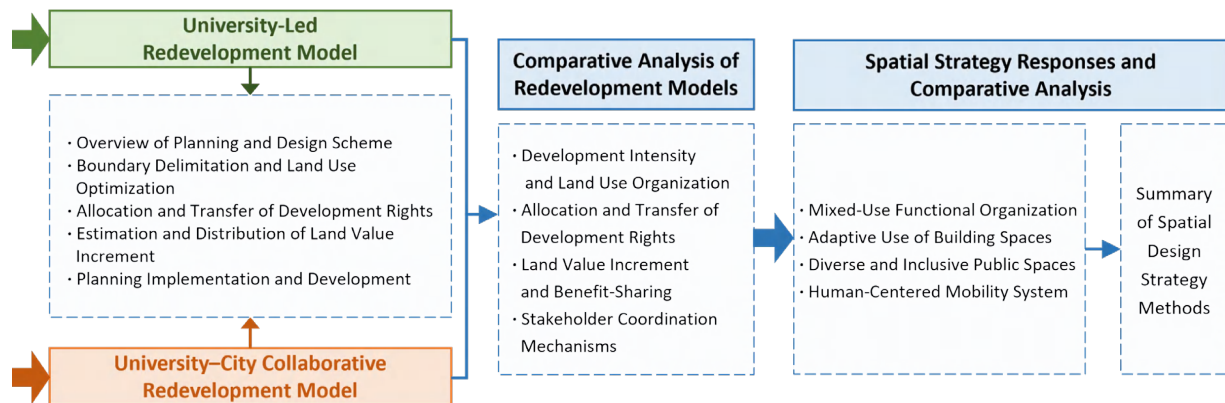 University-Led
Redevelopment Model
· Overview of Planning and Design Scheme
· Boundary Delimitation and Land Use
Optimization
· Allocation and Transfer of Development Rights
· Estimation and Distribution of Land Value
Increment
· Planning Implementation and Development
University–City Collaborative
Redevelopment Model
Comparative Analysis of
Redevelopment Models
· Development Intensity
and Land Use Organization
· Allocation and Transfer of
Development Rights
· Land Value Increment
and Benefit-Sharing
· Stakeholder Coordination
Mechanisms
Spatial Strategy Responses and
Comparative Analysis
· Mixed-Use Functional Organization
· Adaptive Use of Building Spaces
· Diverse and Inclusive Public Spaces
· Human-Centered Mobility System
Summary
of Spatial
Design
Strategy
Methods